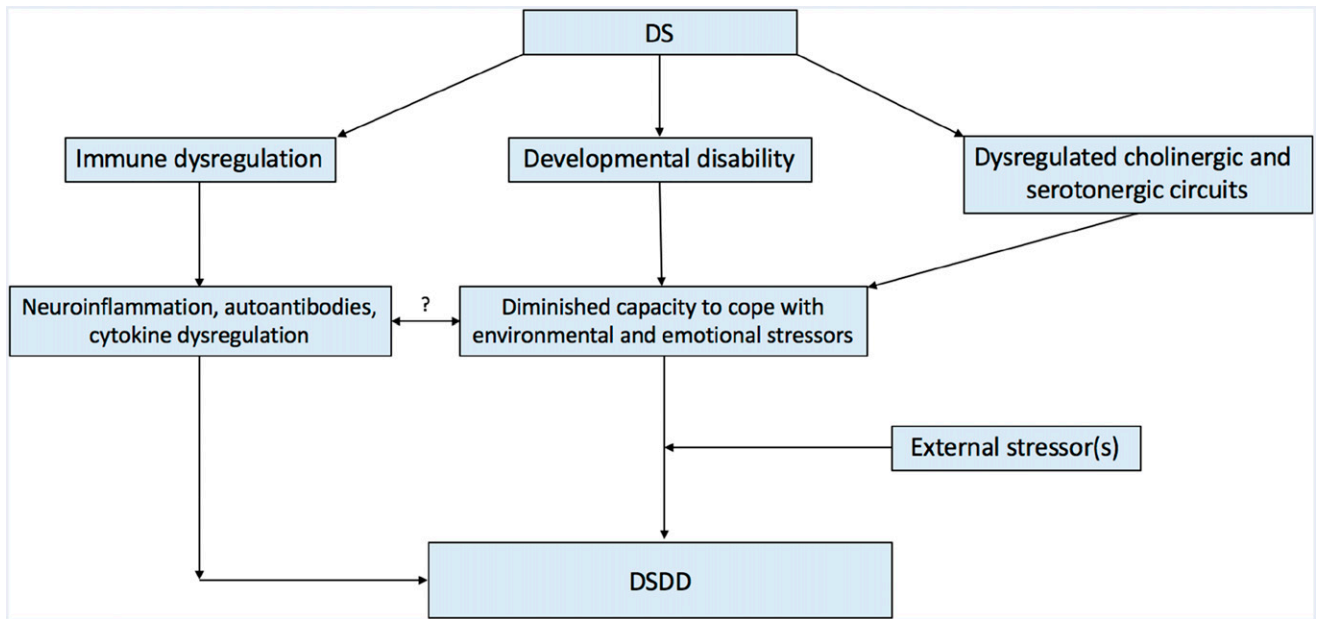 DS
Immune dysregulation
Developmental disability
Dysregulated cholinergic and
serotonergic circuits
Neuroinflammation, autoantibodies,
cytokine dysregulation
?
Diminished capacity to cope with
environmental and emotional stressors
External stressor(s)
DSDD